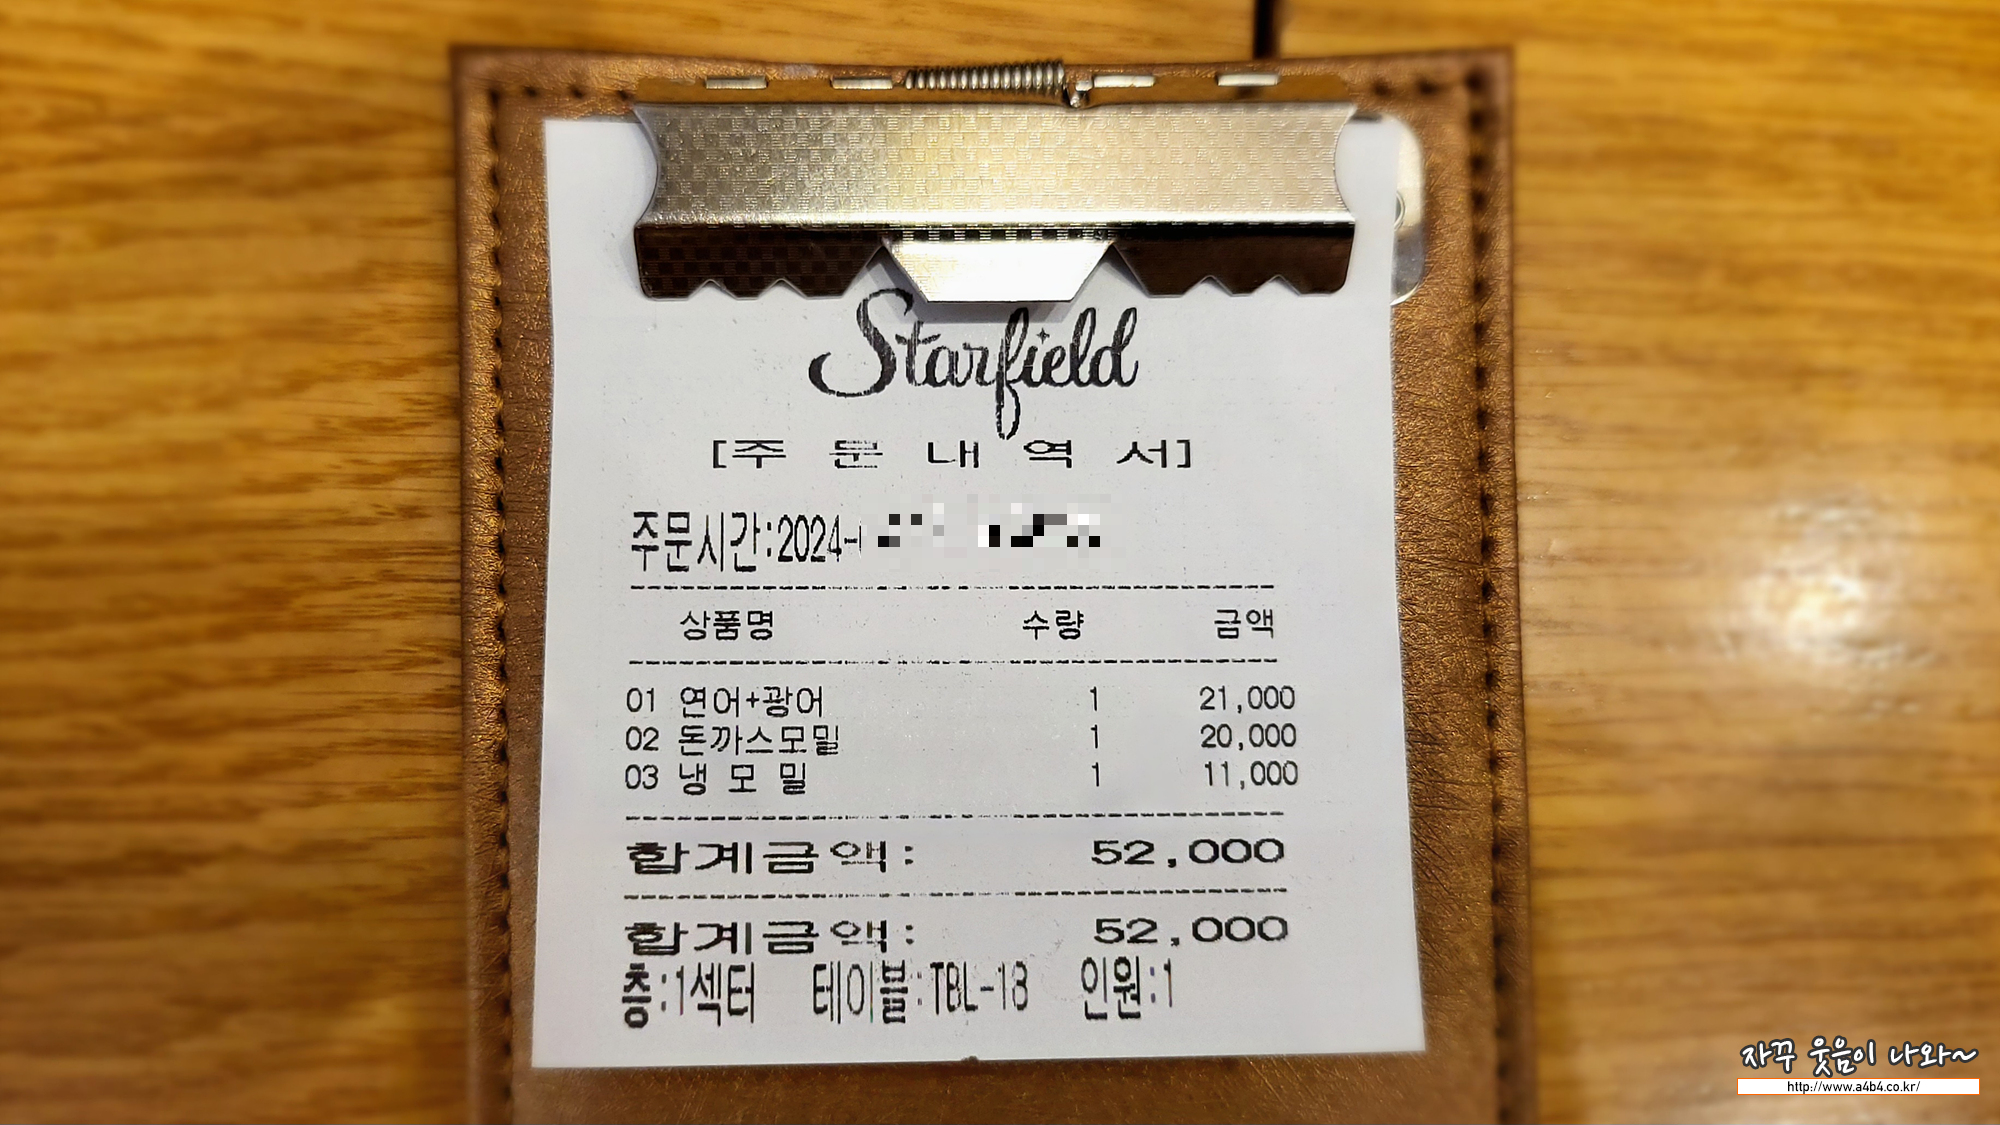 Starfield
[주 문 내 역 서]
주문시간:2024-
상품명 수량 금액
01 연어+광어 1 21,000
02 돈까스모밀 1 20,000
03 냉 모 밀 1 11,000
합계금액: 52,000
합계금액: 52,000
층:1섹터 테이블:TBL-18 인원:1
자꾸 웃음이 나와~
http://www.a4b4.co.kr/